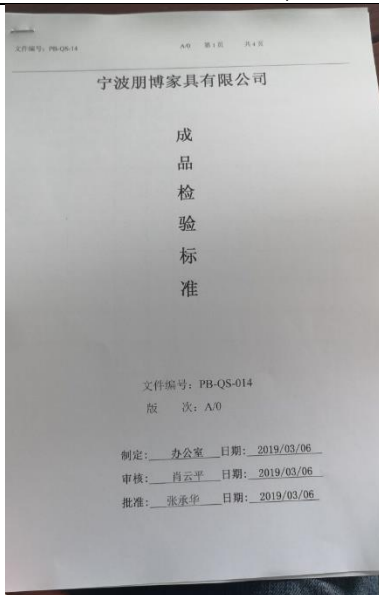 文件编号：PB-QS-14 A/0 第1页 共4页
宁波朋博家具有限公司
成
品
检
验
标
准
文件编号：PB-QS-014
版 次：A/0
制定：办公室 日期：2019/03/06
审核：肖云平 日期：2019/03/06
批准：张承华 日期：2019/03/06